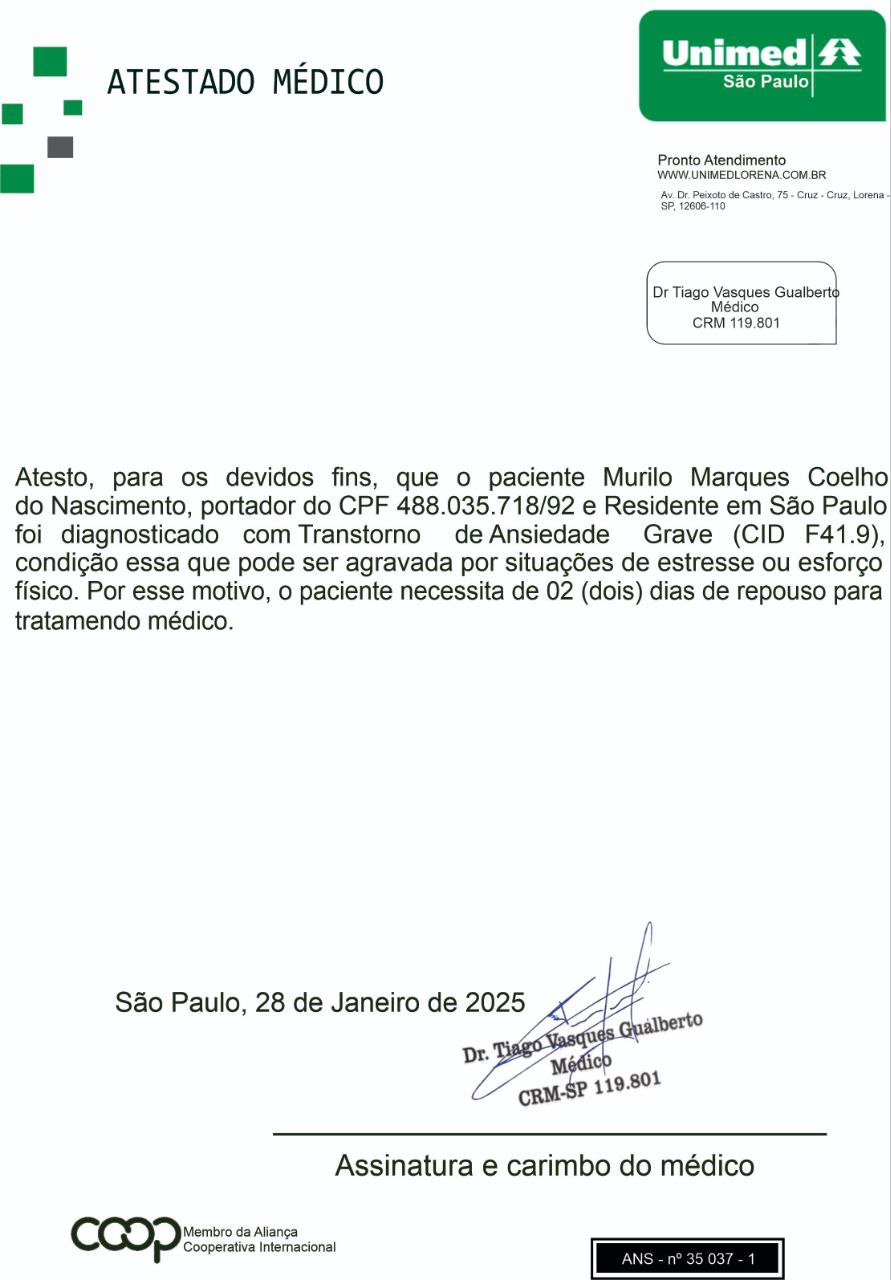 ATESTADO MÉDICO
Unimed
São Paulo
Pronto Atendimento
WWW.UNIMEDLORENA.COM.BR
Av. Dr. Peixoto de Castro, 75 - Cruz - Cruz, Lorena -
SP, 12606-110
Dr Tiago Vasques Gualberto
Médico
CRM 119.801
Atesto, para os devidos fins, que o paciente Murilo Marques Coelho
do Nascimento, portador do CPF 488.035.718/92 e Residente em São Paulo
foi diagnosticado com Transtorno de Ansiedade Grave (CID F41.9),
condição essa que pode ser agravada por situações de estresse ou esforço
físico. Por esse motivo, o paciente necessita de 02 (dois) dias de repouso para
tratamendo médico.
São Paulo, 28 de Janeiro de 2025
Dr. Tiago Vasques Gualberto
Médico
CRM-SP 119.801
Assinatura e carimbo do médico
coop
Membro da Aliança
Cooperativa Internacional
ANS - nº 35 037 - 1